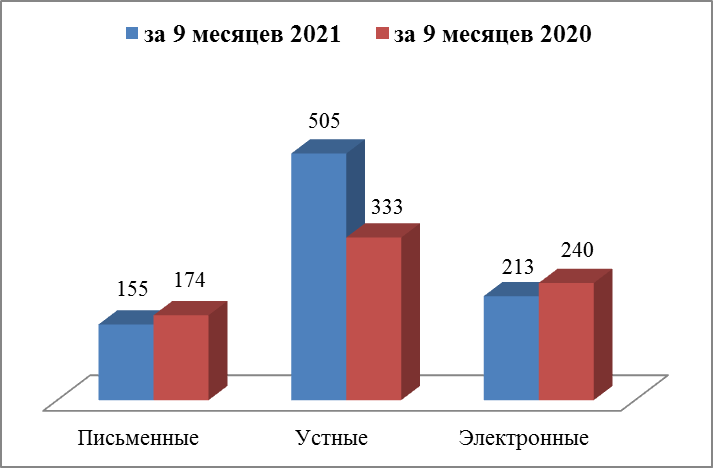 за 9 месяцев 2021 за 9 месяцев 2020
505
333
155 174
213 240
Письменные Устные Электронные